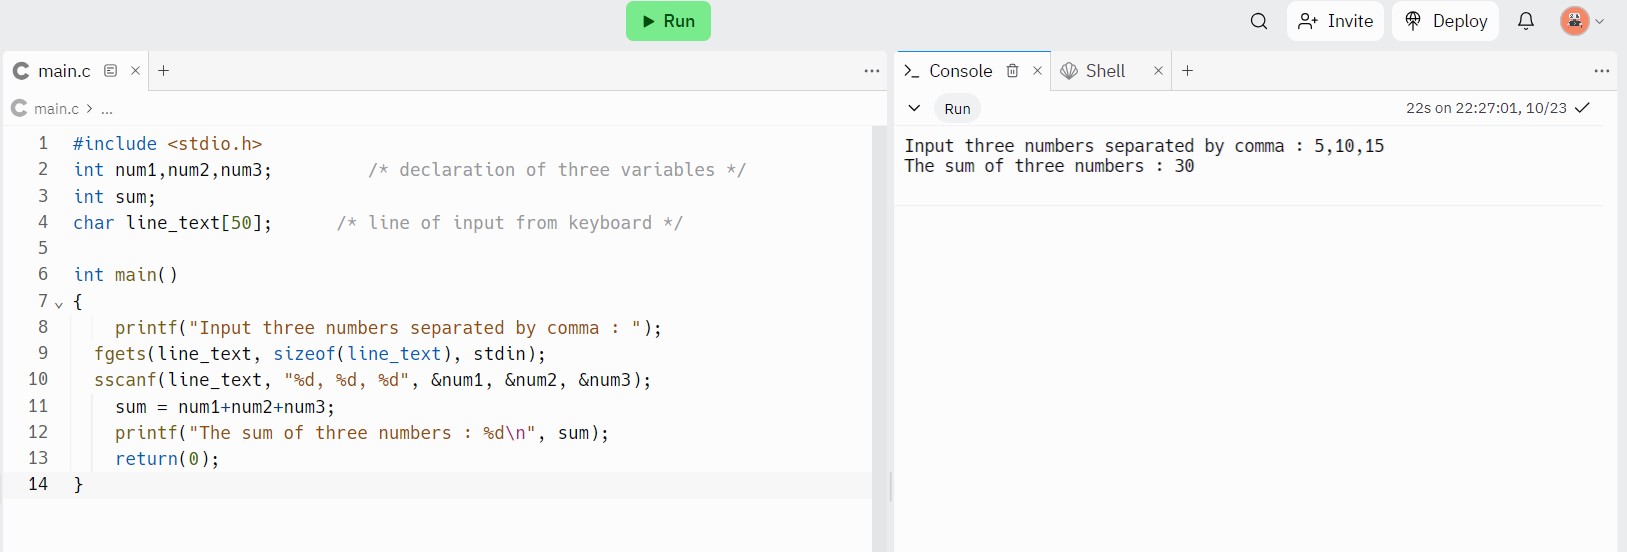 Run
Invite
Deploy
main.c
Console
Shell
main.c > ...
Run
22s on 22:27:01, 10/23
1 #include <stdio.h>
2 int num1,num2,num3;         /* declaration of three variables */
3 int sum;
4 char line_text[50];      /* line of input from keyboard */
5
6 int main()
7 {
8     printf("Input three numbers separated by comma : ");
9   fgets(line_text, sizeof(line_text), stdin);
10   sscanf(line_text, "%d, %d, %d", &num1, &num2, &num3);
11     sum = num1+num2+num3;
12     printf("The sum of three numbers : %d\n", sum);
13     return(0);
14 }
Input three numbers separated by comma : 5,10,15
The sum of three numbers : 30